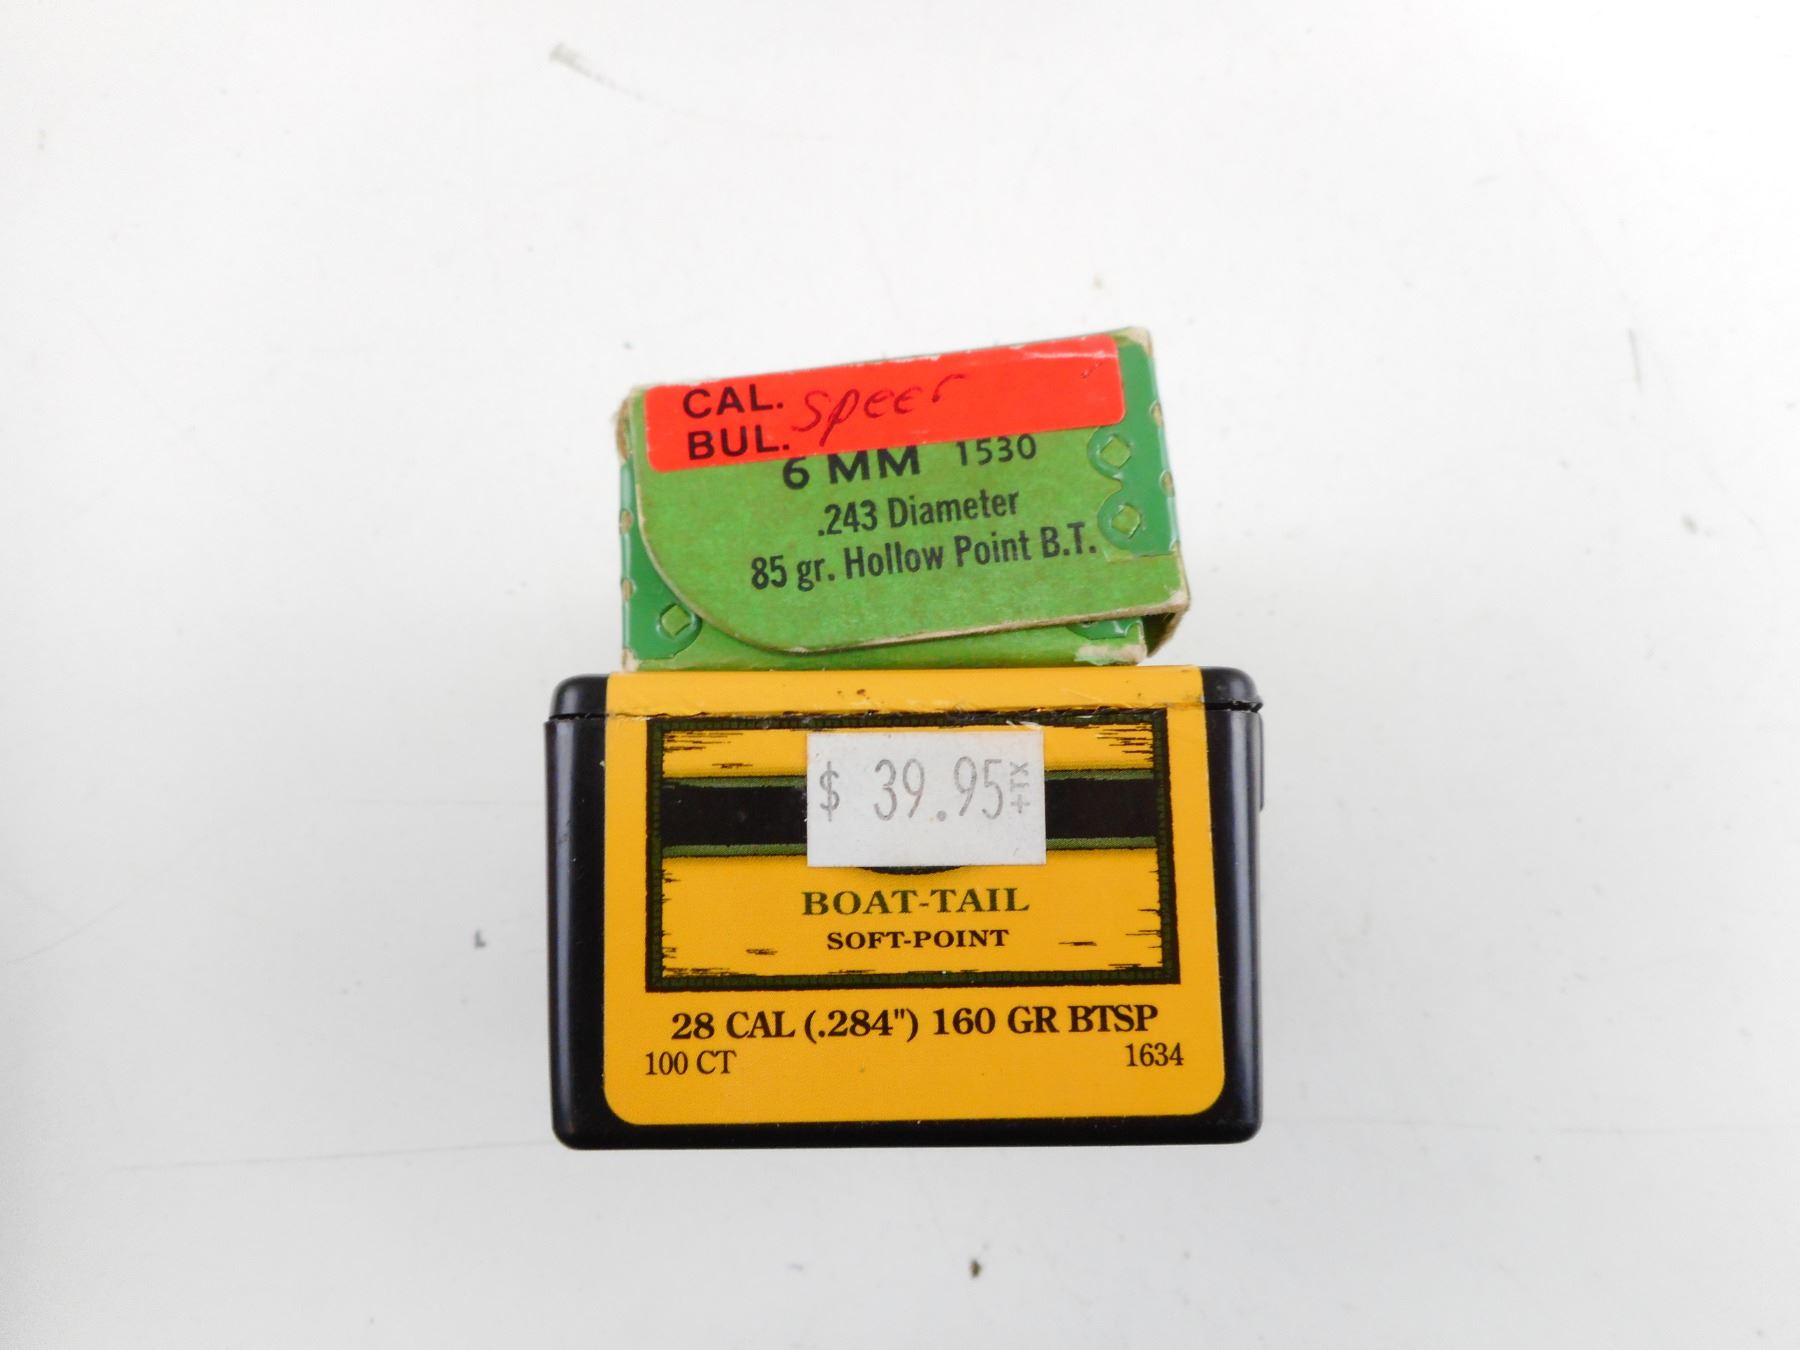 CAL. Speer
BUL.
6 MM 1530
.243 Diameter
85 gr. Hollow Point B.T.
$ 39.95 +TX
BOAT-TAIL
SOFT-POINT
28 CAL (.284") 160 GR BTSP
100 CT 1634